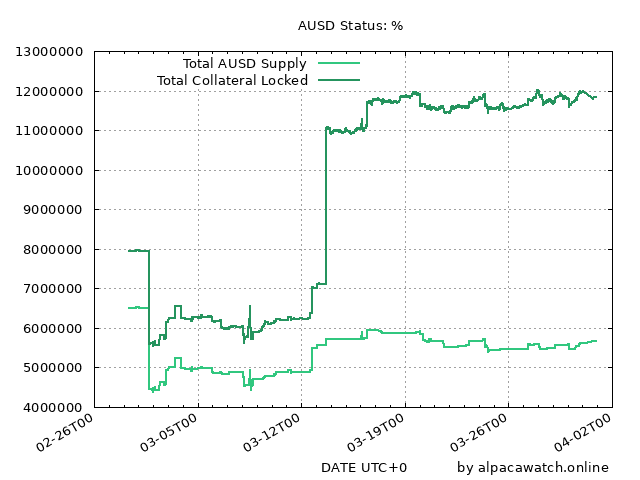 AUSD Status: %
Total AUSD Supply
Total Collateral Locked
13000000
12000000
11000000
10000000
9000000
8000000
7000000
6000000
5000000
4000000
02-26T00
03-05T00
03-12T00
03-19T00
03-26T00
04-02T00
DATE UTC+0
by alpacawatch.online